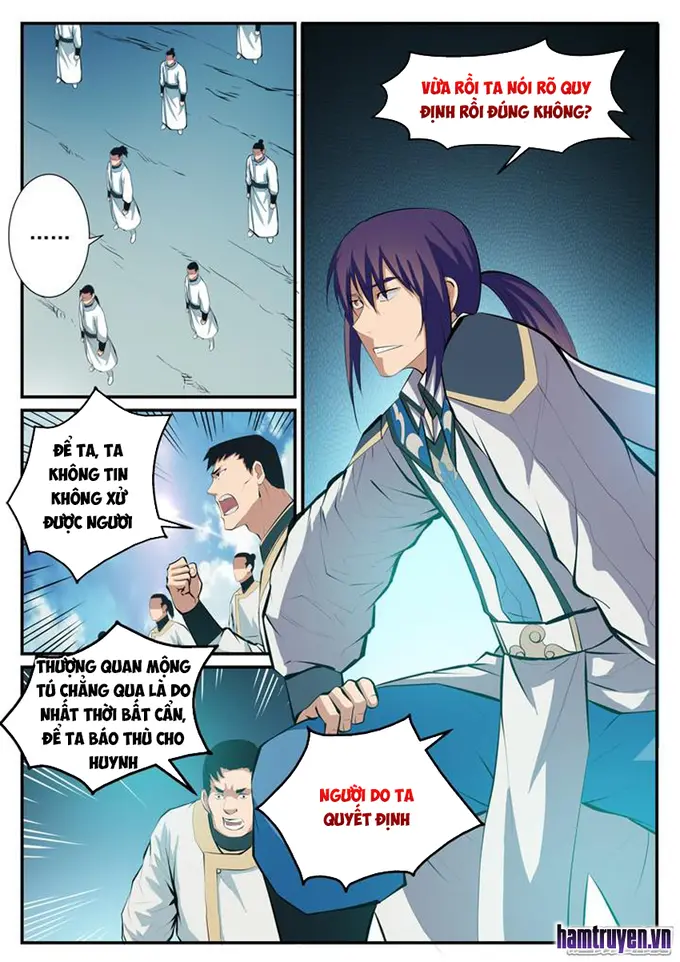 VỪA RỒI TA NÓI RÕ QUY
ĐỊNH RỒI ĐÚNG KHÔNG?
......
ĐỂ TA, TA
KHÔNG TIN
KHÔNG XỬ
ĐƯỢC NGƯƠI
THƯỢNG QUAN MỘNG
TÚ CHẲNG QUA LÀ DO
NHẤT THỜI BẤT CẨN,
ĐỂ TA BÁO THÙ CHO
HUYNH
NGƯỜI DO TA
QUYẾT ĐỊNH
hamtruyen.vn